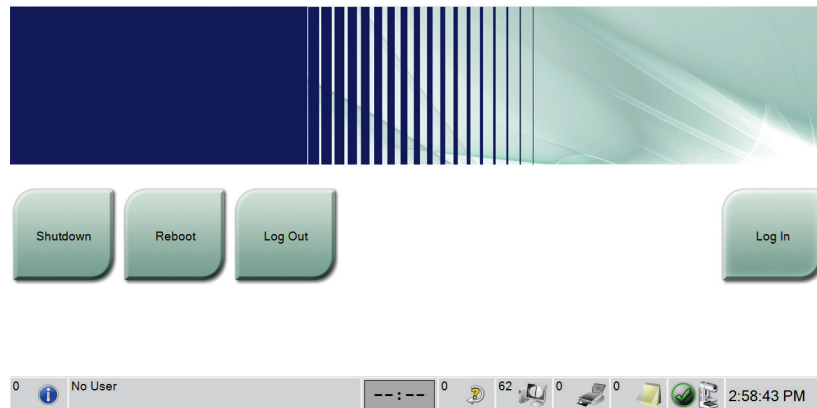 Shutdown
Reboot
Log Out
Log In
0
No User
--:--
0
62
0
0
2:58:43 PM